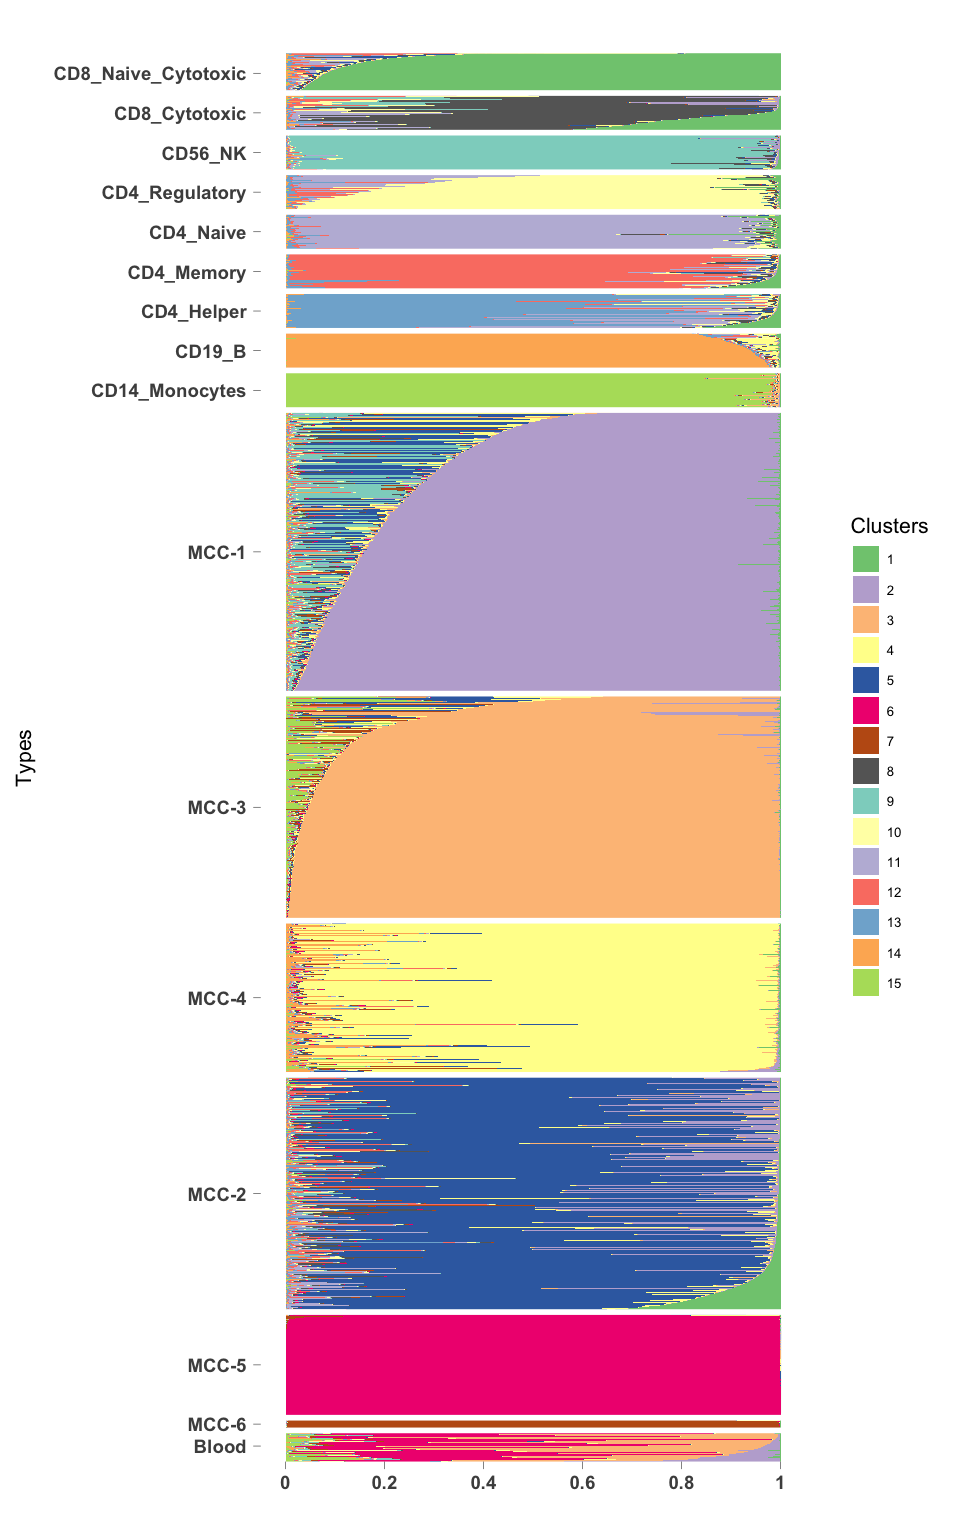 CD8_Naive_Cytotoxic
CD8_Cytotoxic
CD56_NK
CD4_Regulatory
CD4_Naive
CD4_Memory
CD4_Helper
CD19_B
CD14_Monocytes
MCC-1
MCC-3
MCC-4
MCC-2
MCC-5
MCC-6
Blood
Types
0 0.2 0.4 0.6 0.8 1
Clusters
1
2
3
4
5
6
7
8
9
10
11
12
13
14
15